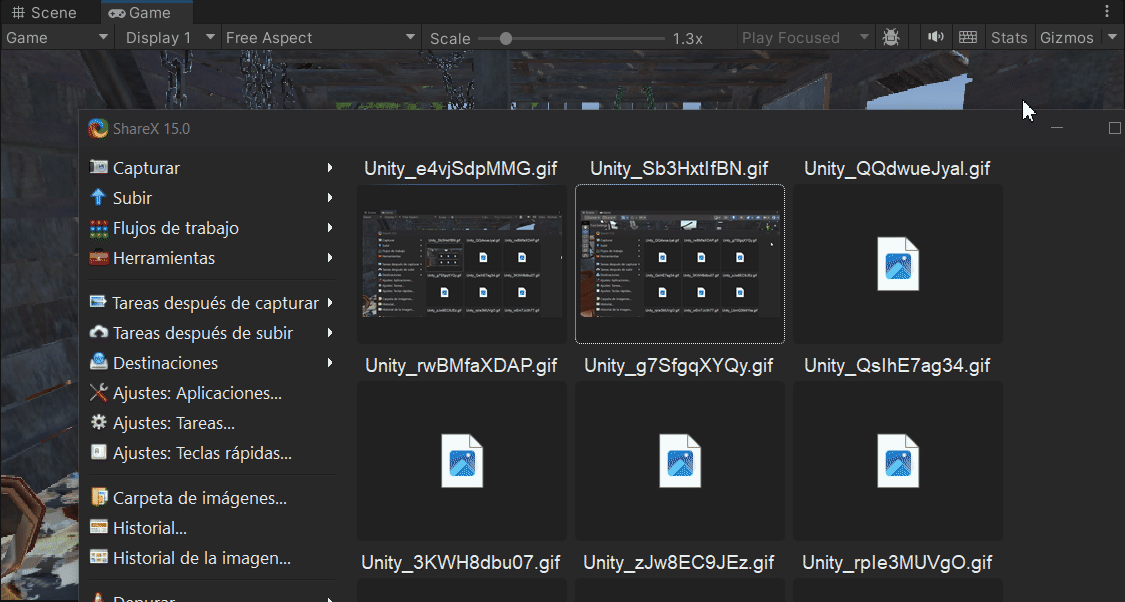 Scene Game
Game Display 1 Free Aspect Scale 1.3x Play Focused Stats Gizmos
ShareX 15.0
Capturar
Subir
Flujos de trabajo
Herramientas
Tareas después de capturar
Tareas después de subir
Destinaciones
Ajustes: Aplicaciones...
Ajustes: Tareas...
Ajustes: Teclas rápidas...
Carpeta de imágenes...
Historial...
Historial de la imagen...
Depurar
Unity_e4vjSdpMMG.gif Unity_Sb3HxtIfBN.gif Unity_QQdwueJyal.gif
Unity_rwBMfaXDAP.gif Unity_g7SfgqXYQy.gif Unity_QsIhE7ag34.gif
Unity_3KWH8dbu07.gif Unity_zJw8EC9JEz.gif Unity_rpIe3MUVgO.gif